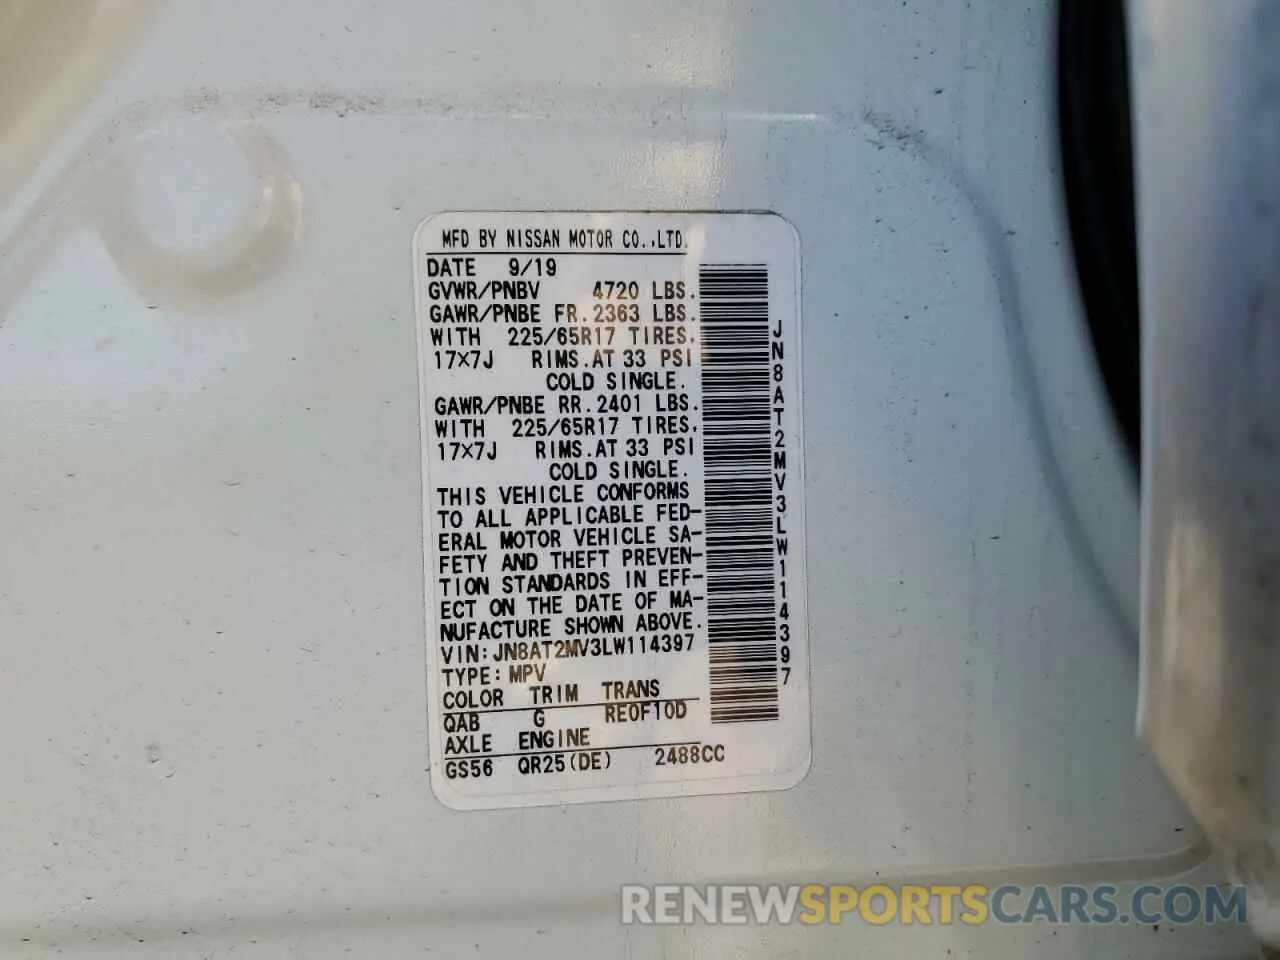 MFD BY NISSAN MOTOR CO.,LTD.
DATE 9/19
GVWR/PNBV 4720 LBS.
GAWR/PNBE FR.2363 LBS.
WITH 225/65R17 TIRES.
17×7J RIMS.AT 33 PSI
COLD SINGLE.
GAWR/PNBE RR.2401 LBS.
WITH 225/65R17 TIRES.
17×7J RIMS.AT 33 PSI
COLD SINGLE.
THIS VEHICLE CONFORMS
TO ALL APPLICABLE FED-
ERAL MOTOR VEHICLE SA-
FETY AND THEFT PREVEN-
TION STANDARDS IN EFF-
ECT ON THE DATE OF MA-
NUFACTURE SHOWN ABOVE.
VIN:JN8AT2MV3LW114397
TYPE:MPV
COLOR TRIM TRANS
QAB G RE0F10D
AXLE ENGINE
GS56 QR25(DE) 2488CC
JN8AT2MV3LW114397
RENEWSPORTSCARS.COM